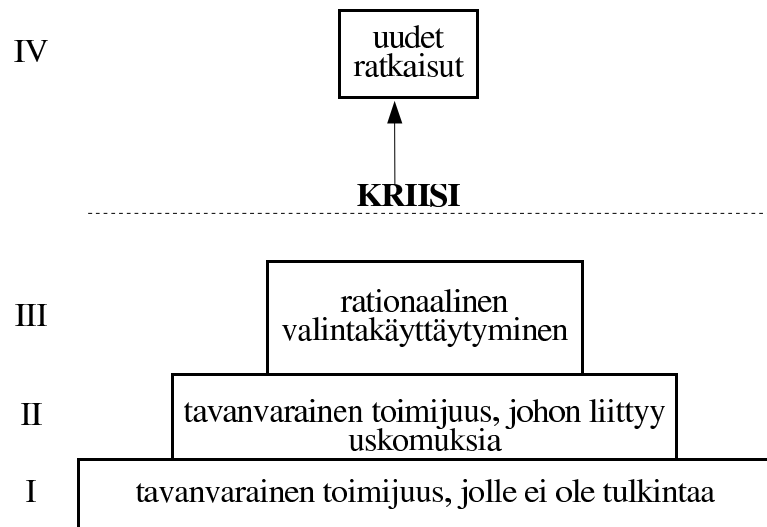 IV
uudet
ratkaisut
KRIISI
III
rationaalinen
valintakäyttäytyminen
II
tavanvarainen toimijuus, johon liittyy
uskomuksia
I
tavanvarainen toimijuus, jolle ei ole tulkintaa